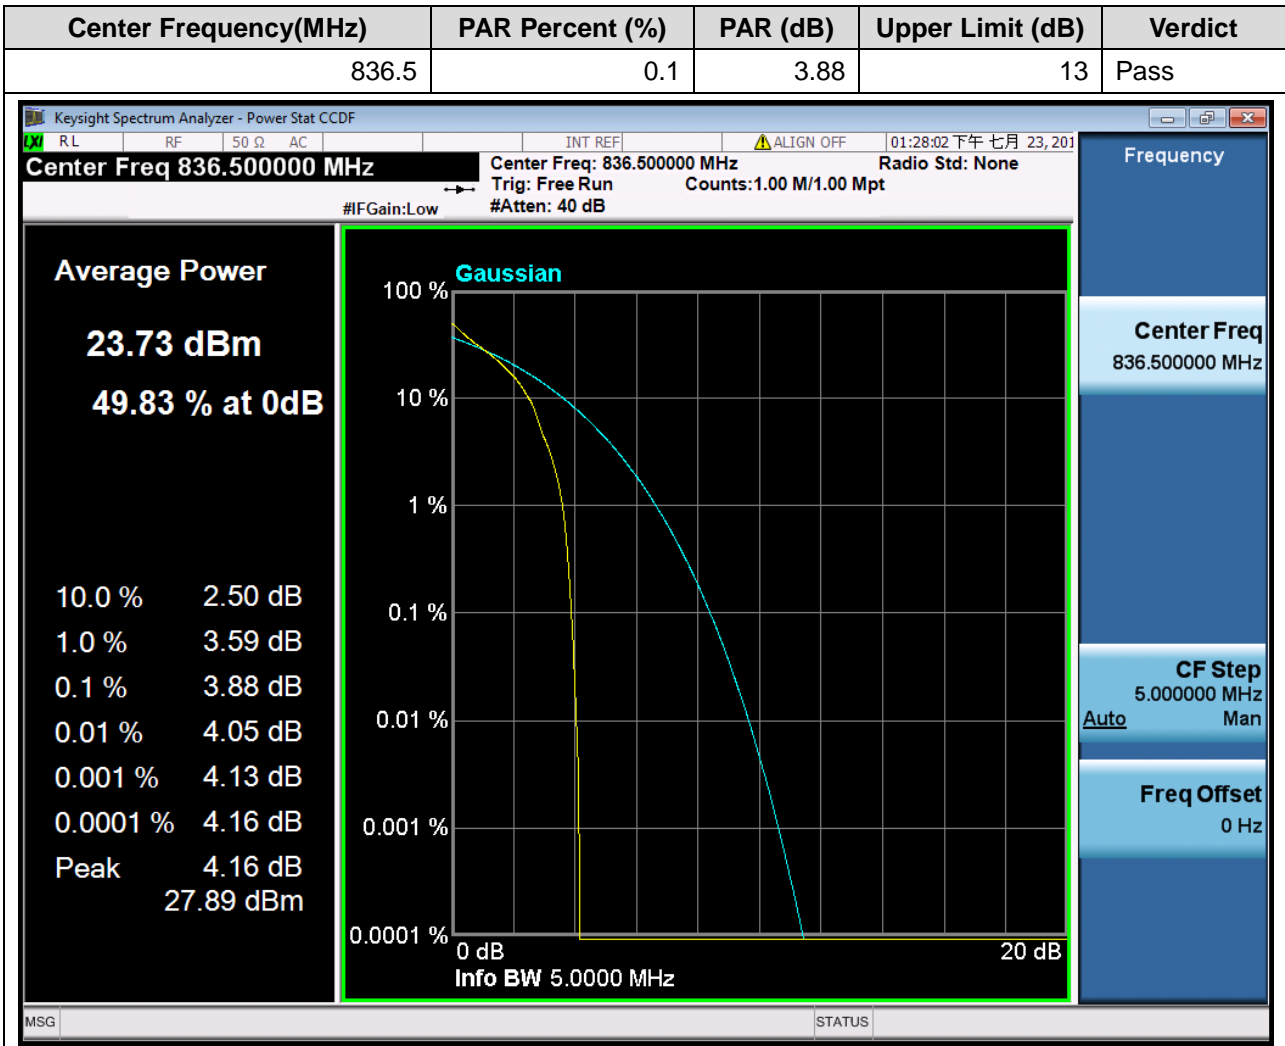 Center Frequency(MHz) PAR Percent (%) PAR (dB) Upper Limit (dB) Verdict
836.5 0.1 3.88 13 Pass
Keysight Spectrum Analyzer - Power Stat CCDF
LXI RL RF 50 Ω AC INT REF ALIGN OFF 01:28:02 下午 七月 23, 201
Center Freq 836.500000 MHz
Center Freq: 836.500000 MHz Radio Std: None
Trig: Free Run Counts:1.00 M/1.00 Mpt
#IFGain:Low #Atten: 40 dB
Frequency
Average Power
23.73 dBm
49.83 % at 0dB
10.0 % 2.50 dB
1.0 % 3.59 dB
0.1 % 3.88 dB
0.01 % 4.05 dB
0.001 % 4.13 dB
0.0001 % 4.16 dB
Peak 4.16 dB
27.89 dBm
Gaussian
100 %
10 %
1 %
0.1 %
0.01 %
0.001 %
0.0001 %
0 dB 20 dB
Info BW 5.0000 MHz
Center Freq
836.500000 MHz
CF Step
5.000000 MHz
Auto Man
Freq Offset
0 Hz
MSG STATUS